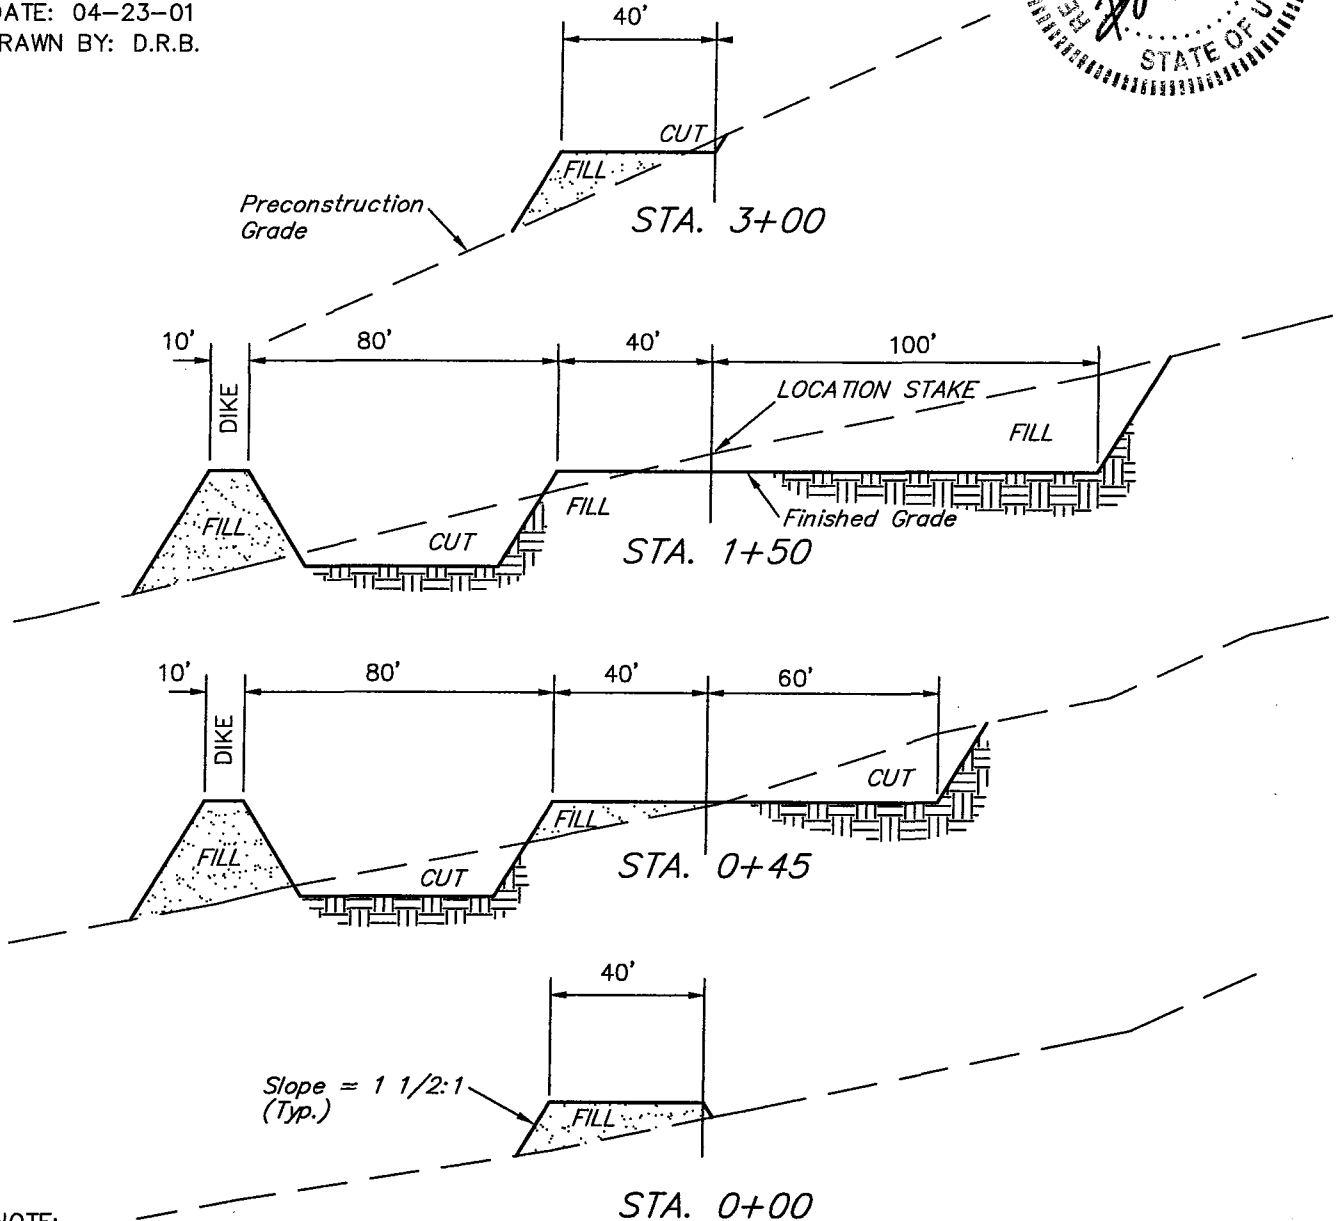 DATE: 04-23-01
DRAWN BY: D.R.B.
STATE OF U
RE
40'
CUT
FILL
Preconstruction
Grade
STA. 3+00
10'
80'
40'
100'
DIKE
LOCATION STAKE
FILL
FILL
FILL
CUT
Finished Grade
STA. 1+50
10'
80'
40'
60'
DIKE
CUT
FILL
FILL
CUT
STA. 0+45
40'
Slope = 1 1/2:1
(Typ.)
FILL
STA. 0+00
NOTE: